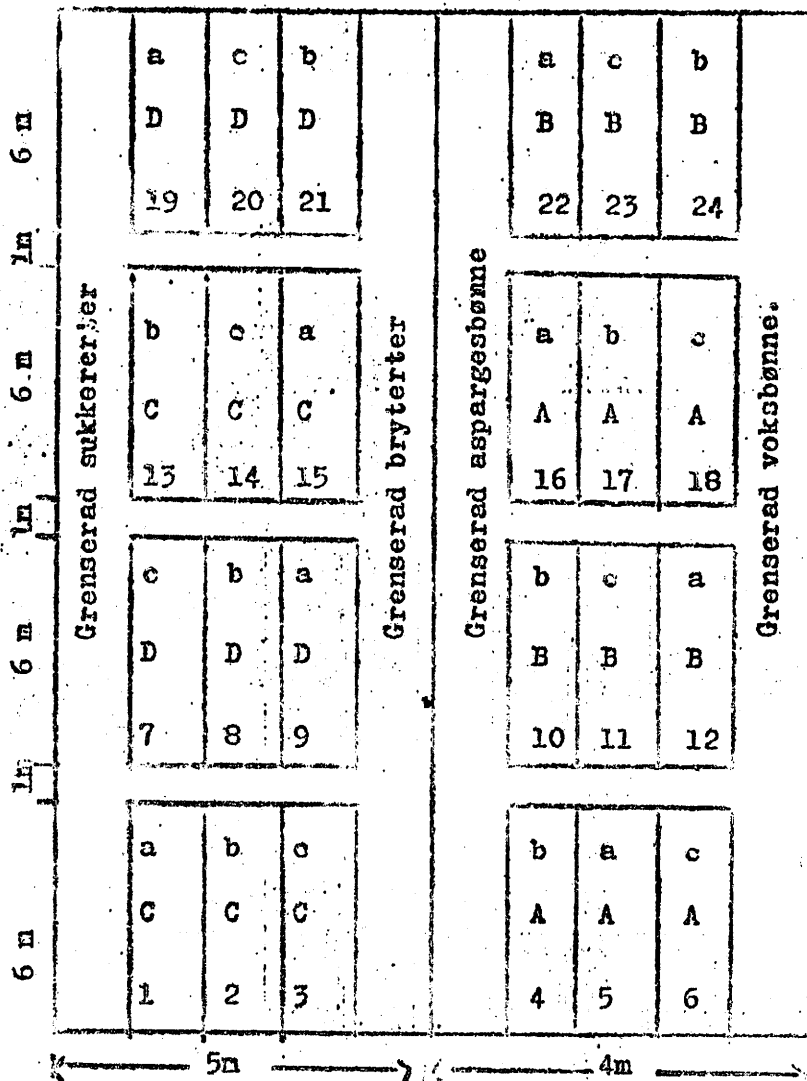 a c b a c b
D D D B B B
19 20 21 22 23 24
6 m
1m
b c a a b c
C C C A A A
13 14 15 16 17 18
6 m
1m
c b a b c a
D D D B B B
7 8 9 10 11 12
6 m
1m
a b c b a c
C C C A A A
1 2 3 4 5 6
6 m
Grenserad sukkererter
Grenserad bryterter
Grenserad aspargesbønne
Grenserad voksbønne.
5m 4m